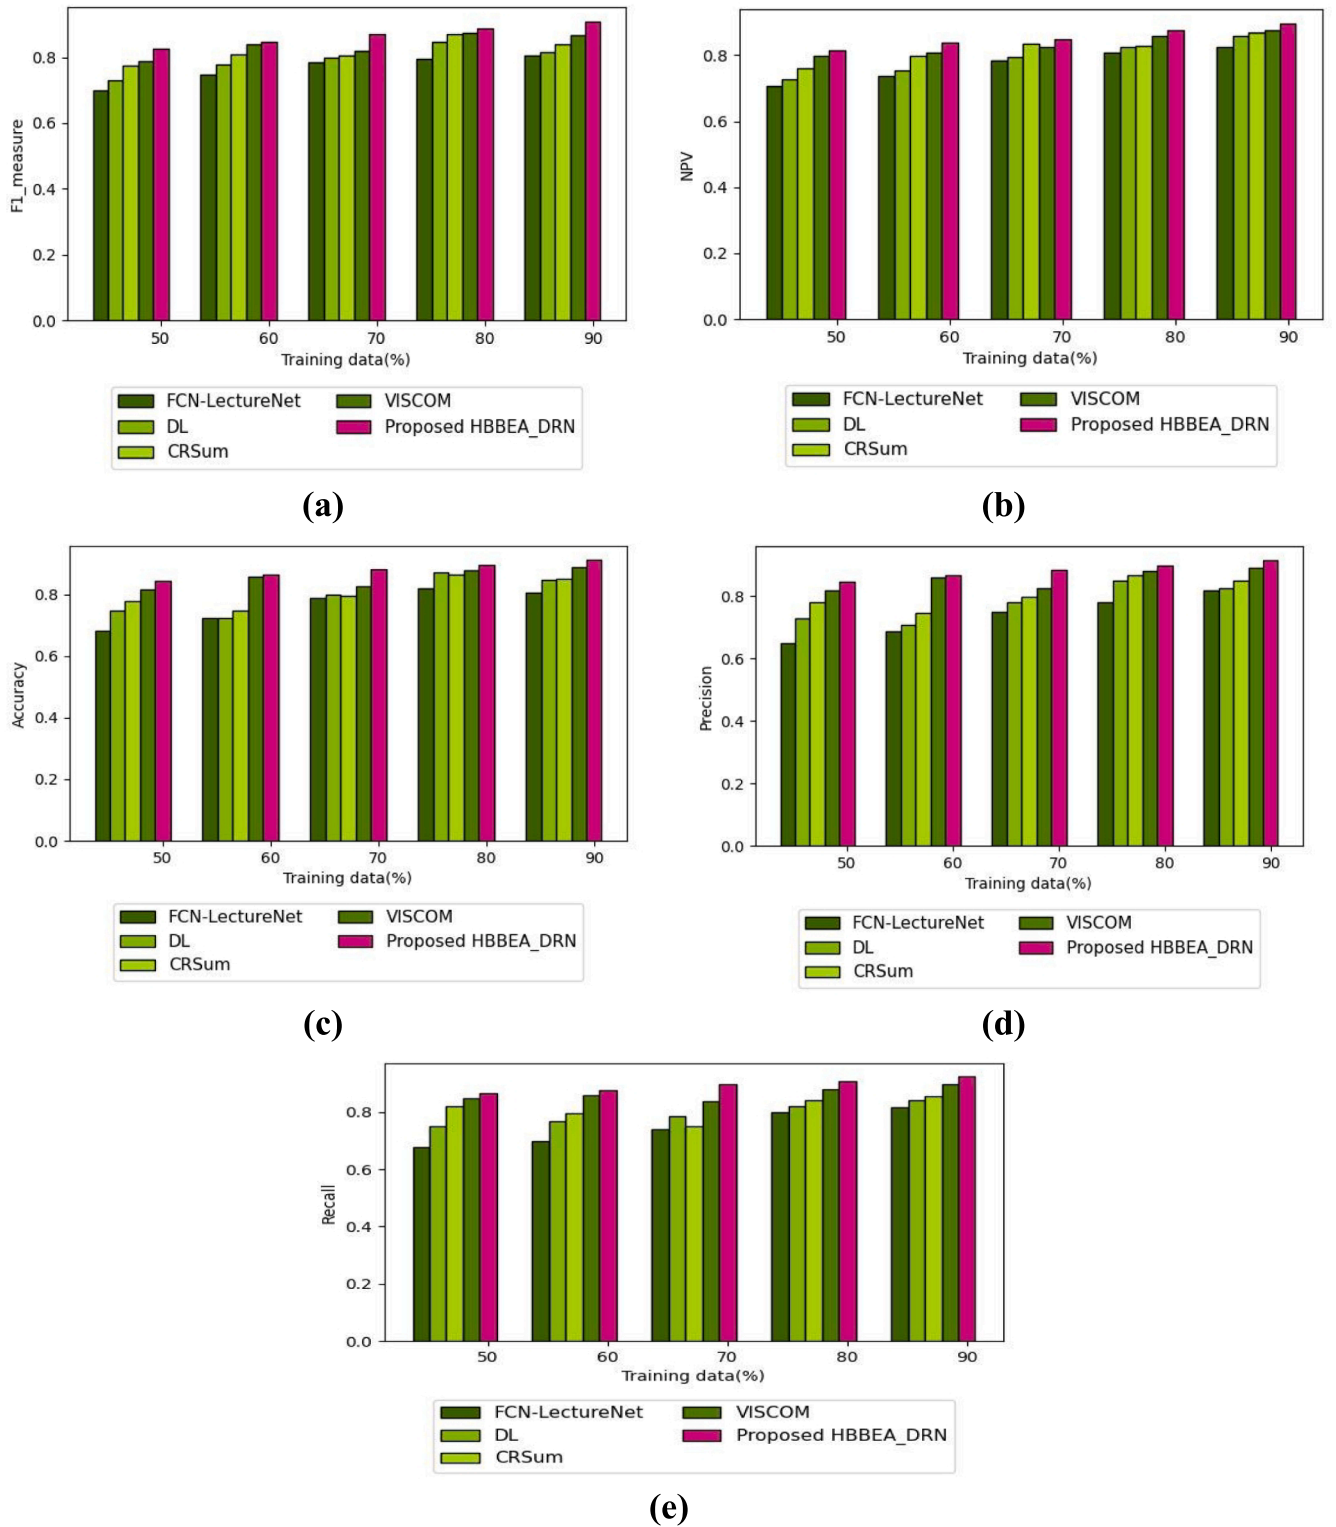 F1_measure
0.8
0.6
0.4
0.2
0.0
50 60 70 80 90
Training data(%)
FCN-LectureNet VISCOM
DL Proposed HBBEA_DRN
CRSum
(a)
NPV
0.8
0.6
0.4
0.2
0.0
50 60 70 80 90
Training data(%)
FCN-LectureNet VISCOM
DL Proposed HBBEA_DRN
CRSum
(b)
Accuracy
0.8
0.6
0.4
0.2
0.0
50 60 70 80 90
Training data(%)
FCN-LectureNet VISCOM
DL Proposed HBBEA_DRN
CRSum
(c)
Precision
0.8
0.6
0.4
0.2
0.0
50 60 70 80 90
Training data(%)
FCN-LectureNet VISCOM
DL Proposed HBBEA_DRN
CRSum
(d)
Recall
0.8
0.6
0.4
0.2
0.0
50 60 70 80 90
Training data(%)
FCN-LectureNet VISCOM
DL Proposed HBBEA_DRN
CRSum
(e)